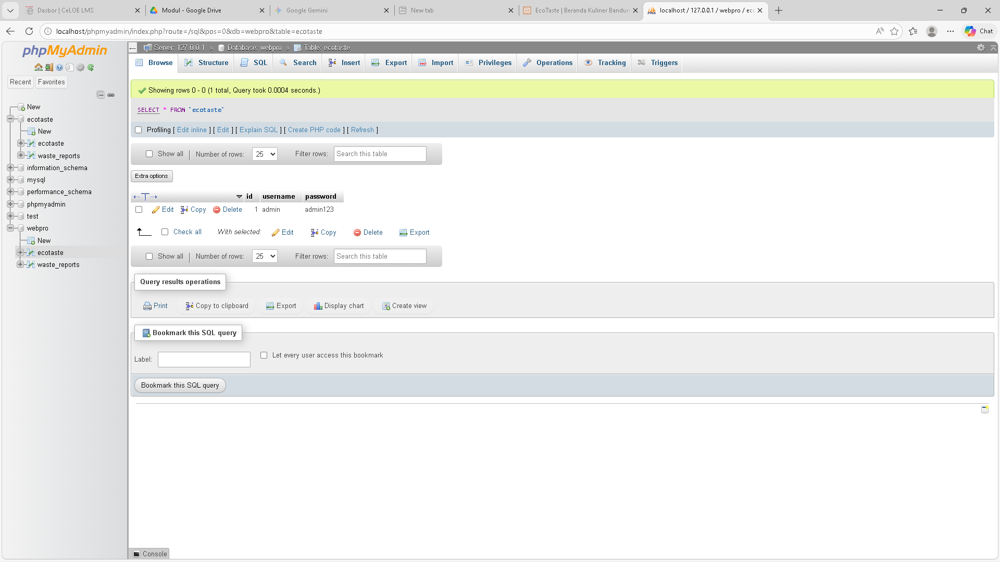 Dasbor | CeLOE LMS
Modul - Google Drive
Google Gemini
New tab
EcoTaste | Beranda Kuliner Bandun
localhost / 127.0.0.1 / webpro / ecc
localhost/phpmyadmin/index.php?route=/sql&pos=0&db=webpro&table=ecotaste
Chat
phpMyAdmin
Recent
Favorites
New
ecotaste
New
ecotaste
waste_reports
information_schema
mysql
performance_schema
phpmyadmin
test
webpro
New
ecotaste
waste_reports
Server: 127.0.0.1 » Database: webpro » Table: ecotaste
Browse Structure SQL Search Insert Export Import Privileges Operations Tracking Triggers
Showing rows 0 - 0 (1 total, Query took 0.0004 seconds.)
SELECT * FROM `ecotaste`
Profiling [ Edit inline ] [ Edit ] [ Explain SQL ] [ Create PHP code ] [ Refresh ]
Show all | Number of rows: 25 Filter rows: Search this table
Extra options
id username password
Edit Copy Delete 1 admin admin123
Check all With selected: Edit Copy Delete Export
Show all | Number of rows: 25 Filter rows: Search this table
Query results operations
Print Copy to clipboard Export Display chart Create view
Bookmark this SQL query
Label: Let every user access this bookmark
Bookmark this SQL query
Console